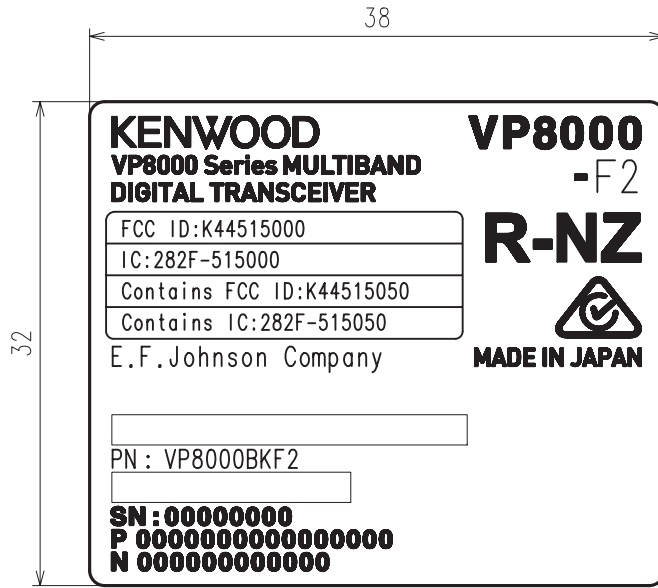 38
32
KENWOOD
VP8000 Series MULTIBAND
DIGITAL TRANSCEIVER
VP8000
-F2
R-NZ
FCC ID:K44515000
IC:282F-515000
Contains FCC ID:K44515050
Contains IC:282F-515050
E.F.Johnson Company
MADE IN JAPAN
PN: VP8000BKF2
SN:00000000
P 0000000000000000
N 000000000000